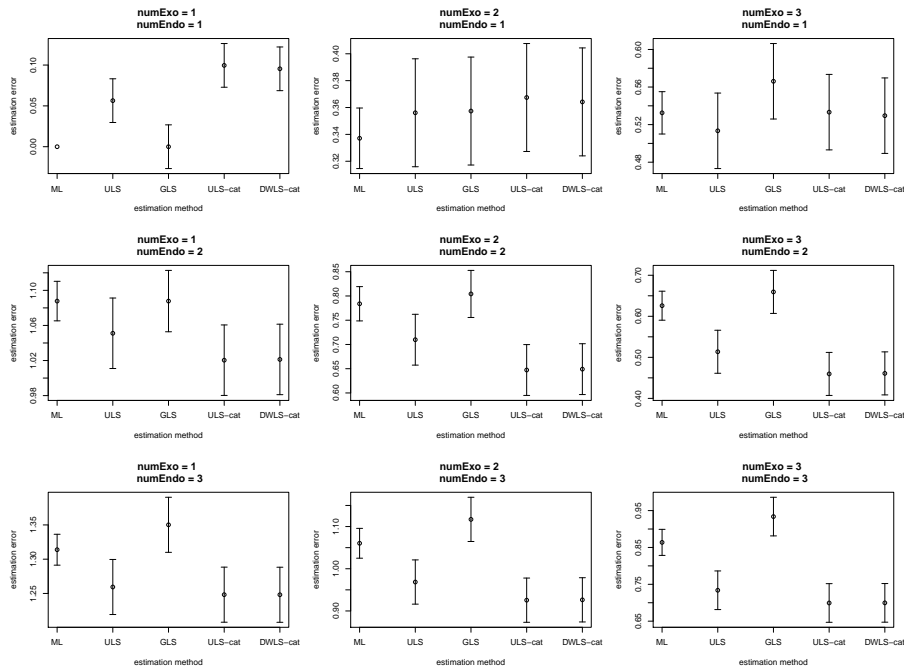 numExo = 1
numEndo = 1
estimation error
0.00
0.05
0.10
ML
ULS
GLS
ULS−cat
DWLS−cat
estimation method
numExo = 2
numEndo = 1
estimation error
0.32
0.34
0.36
0.38
0.40
ML
ULS
GLS
ULS−cat
DWLS−cat
estimation method
numExo = 3
numEndo = 1
estimation error
0.48
0.52
0.56
0.60
ML
ULS
GLS
ULS−cat
DWLS−cat
estimation method
numExo = 1
numEndo = 2
estimation error
0.98
1.02
1.06
1.10
ML
ULS
GLS
ULS−cat
DWLS−cat
estimation method
numExo = 2
numEndo = 2
estimation error
0.60
0.65
0.70
0.75
0.80
0.85
ML
ULS
GLS
ULS−cat
DWLS−cat
estimation method
numExo = 3
numEndo = 2
estimation error
0.40
0.50
0.60
0.70
ML
ULS
GLS
ULS−cat
DWLS−cat
estimation method
numExo = 1
numEndo = 3
estimation error
1.25
1.30
1.35
ML
ULS
GLS
ULS−cat
DWLS−cat
estimation method
numExo = 2
numEndo = 3
estimation error
0.90
1.00
1.10
ML
ULS
GLS
ULS−cat
DWLS−cat
estimation method
numExo = 3
numEndo = 3
estimation error
0.65
0.75
0.85
0.95
ML
ULS
GLS
ULS−cat
DWLS−cat
estimation method